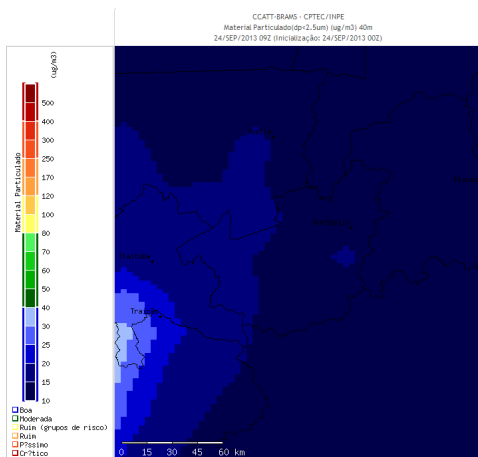 CCATT-BRAMS - CPTEC/INPE
Material Particulado(dp<2.5um) (ug/m3) 40m
24/SEP/2013 09Z (Inicialização: 24/SEP/2013 00Z)
(ug/m3)
Material Particulado
500
400
300
250
170
120
100
80
70
60
50
40
30
25
20
15
10
Boa
Moderada
Ruim (grupos de risco)
Ruim
P?ssimo
Cr?tico
0 15 30 45 60 km